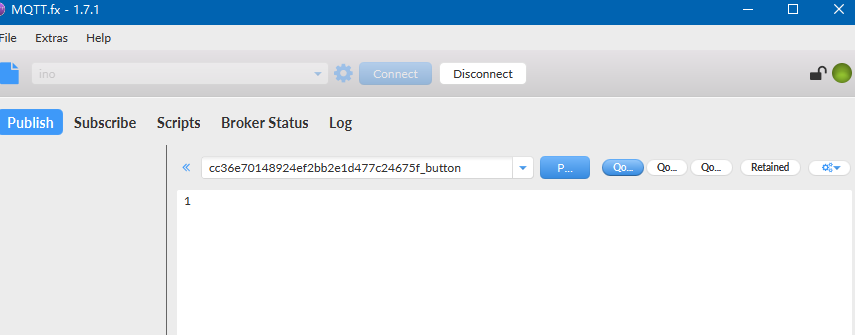 MQTT.fx - 1.7.1
File Extras Help
ino Connect Disconnect
Publish Subscribe Scripts Broker Status Log
cc36e70148924ef2bb2e1d477c24675f_button P... Qo... Qo... Qo... Retained
1